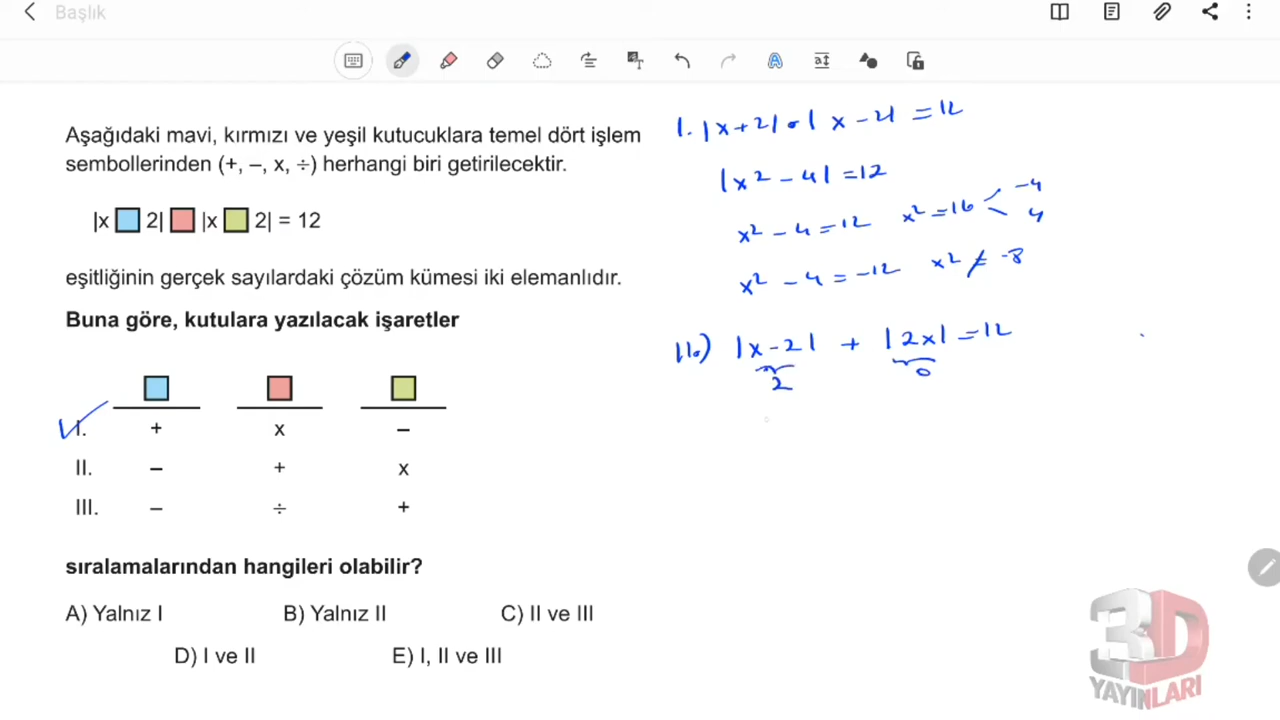 Başlık
Aşağıdaki mavi, kırmızı ve yeşil kutucuklara temel dört işlem
sembollerinden (+, –, x, ÷) herhangi biri getirilecektir.
|x 2| |x 2| = 12
eşitliğinin gerçek sayılardaki çözüm kümesi iki elemanlıdır.
Buna göre, kutulara yazılacak işaretler
I. + x –
II. – + x
III. – ÷ +
sıralamalarından hangileri olabilir?
A) Yalnız I B) Yalnız II C) II ve III
D) I ve II E) I, II ve III
1. |x+2| • |x-2| = 12
|x² - 4| = 12
x² - 4 = 12 x² = 16 -4
4
x² - 4 = -12 x² ≠ -8
11.) |x-2| + |2x| = 12
2 0
3D
YAYINLARI